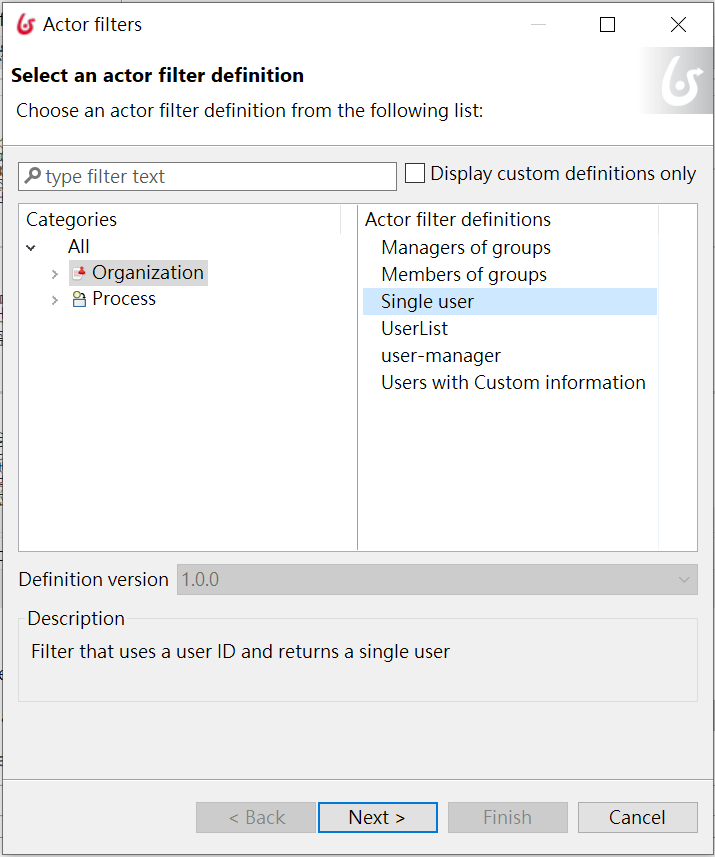 Actor filters
Select an actor filter definition
Choose an actor filter definition from the following list:
type filter text
Display custom definitions only
Categories
All
Organization
Process
Actor filter definitions
Managers of groups
Members of groups
Single user
UserList
user-manager
Users with Custom information
Definition version 1.0.0
Description
Filter that uses a user ID and returns a single user
< Back Next > Finish Cancel